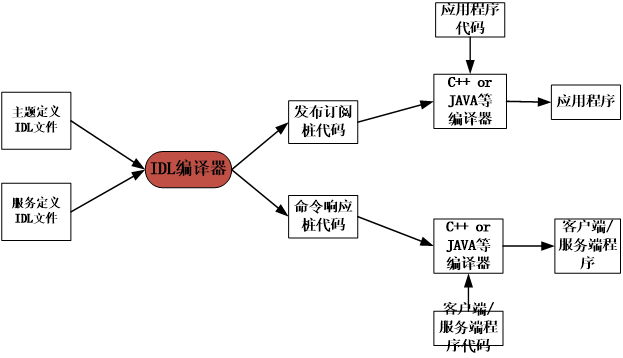 应用程序
代码
主题定义
IDL文件
发布订阅
桩代码
C++ or
JAVA等
编译器
应用程序
IDL编译器
服务定义
IDL文件
命令响应
桩代码
C++ or
JAVA等
编译器
客户端/
服务端程
序
客户端/
服务端程
序代码